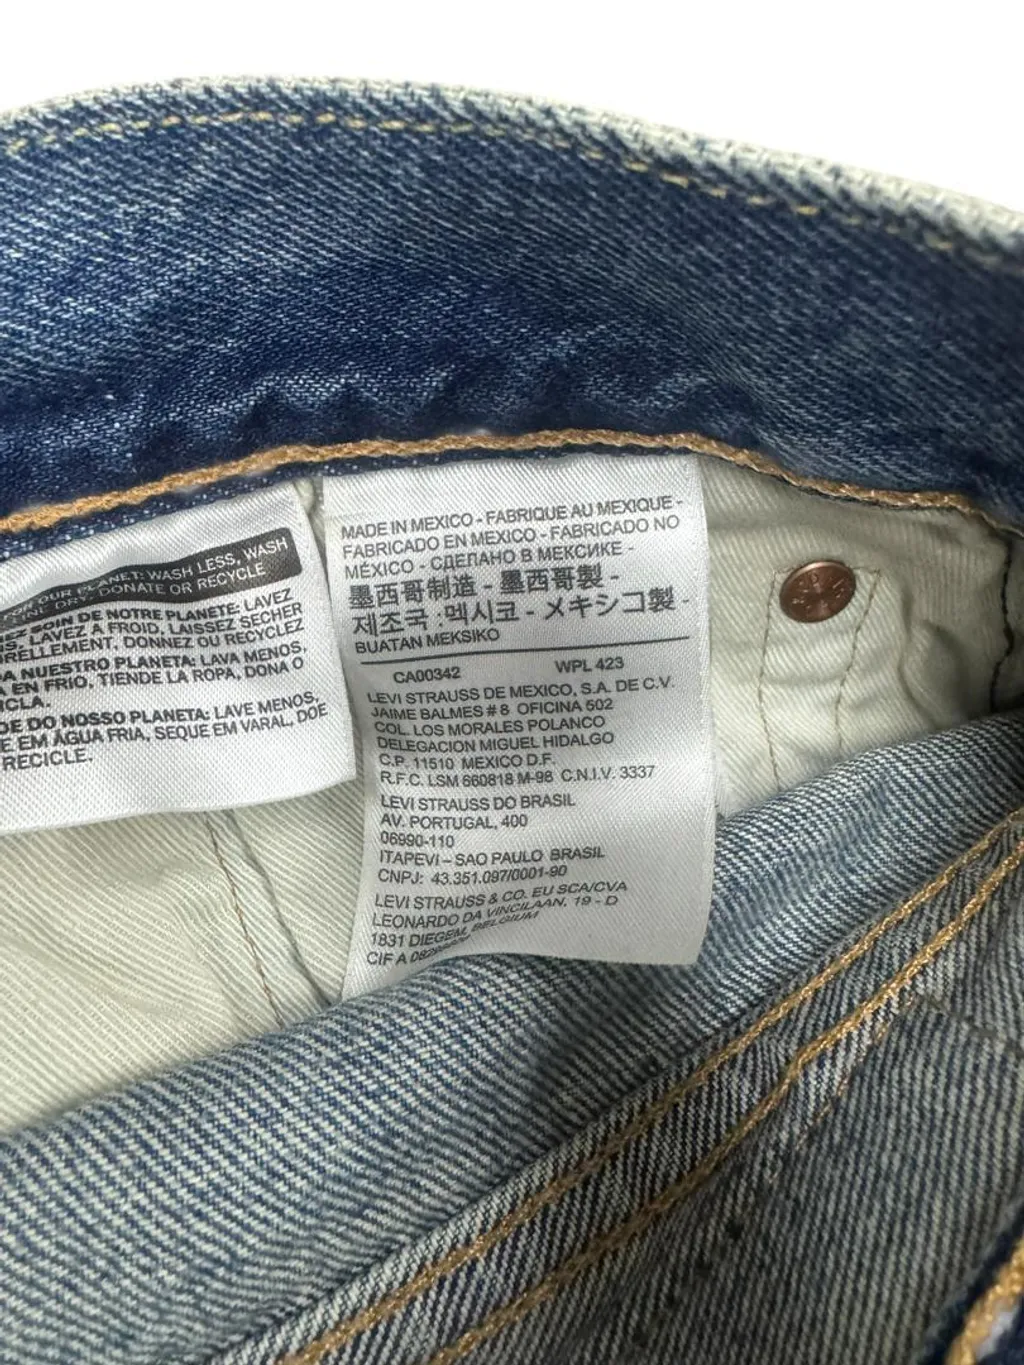 FOR OUR PLANET: WASH LESS, WASH
LINE DRY, DONATE OR RECYCLE
SOIN DE NOTRE PLANETE: LAVEZ
LAVEZ A FROID, LAISSEZ SECHER
DONNEZ OU RECYCLEZ
NUESTRO PLANETA: LAVA MENOS,
EN FRIO, TIENDE LA ROPA, DONA O
DO NOSSO PLANETA: LAVE MENOS,
EM ÁGUA FRIA, SEQUE EM VARAL, DOE
RECICLE.
MADE IN MEXICO - FABRIQUE AU MEXIQUE -
FABRICADO EN MEXICO - FABRICADO NO
MÉXICO - СДЕЛАНО В МЕКСИКЕ -
墨西哥制造 - 墨西哥製 -
제조국 :멕시코 - メキシコ製 -
BUATAN MEKSIKO
CA00342 WPL 423
LEVI STRAUSS DE MEXICO, S.A. DE C.V.
JAIME BALMES # 8 OFICINA 502
COL. LOS MORALES POLANCO
DELEGACION MIGUEL HIDALGO
C.P. 11510 MEXICO D.F.
R.F.C. LSM 660818 M-98 C.N.I.V. 3337
LEVI STRAUSS DO BRASIL
AV. PORTUGAL, 400
06990-110
ITAPEVI – SAO PAULO BRASIL
CNPJ: 43.351.097/0001-90
LEVI STRAUSS & CO. EU SCA/CVA
LEONARDO DA VINCILAAN, 19 - D
1831 DIEGEM, BELGIUM
CIF A